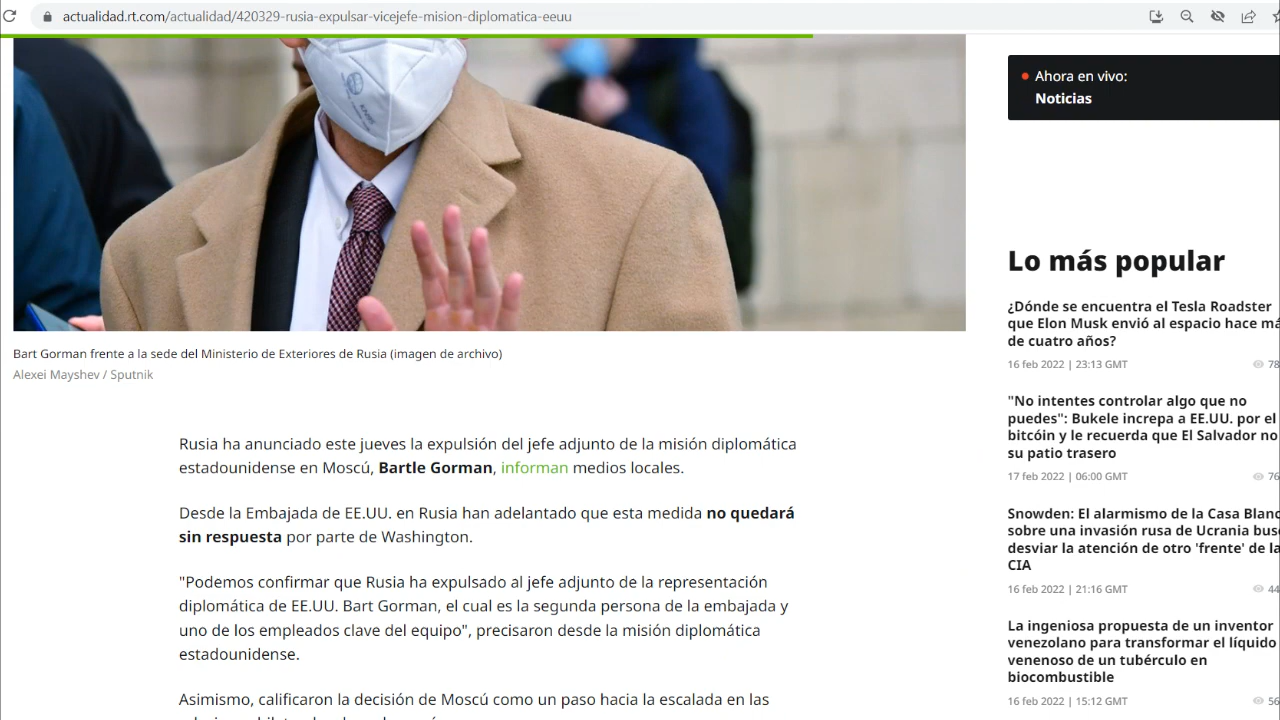 actualidad.rt.com/actualidad/420329-rusia-expulsar-vicejefe-mision-diplomatica-eeuu
Bart Gorman frente a la sede del Ministerio de Exteriores de Rusia (imagen de archivo)
Alexei Mayshev / Sputnik
Rusia ha anunciado este jueves la expulsión del jefe adjunto de la misión diplomática
estadounidense en Moscú, Bartle Gorman, informan medios locales.
Desde la Embajada de EE.UU. en Rusia han adelantado que esta medida no quedará
sin respuesta por parte de Washington.
"Podemos confirmar que Rusia ha expulsado al jefe adjunto de la representación
diplomática de EE.UU. Bart Gorman, el cual es la segunda persona de la embajada y
uno de los empleados clave del equipo", precisaron desde la misión diplomática
estadounidense.
Asimismo, calificaron la decisión de Moscú como un paso hacia la escalada en las
Ahora en vivo:
Noticias
Lo más popular
¿Dónde se encuentra el Tesla Roadster
que Elon Musk envió al espacio hace
de cuatro años?
16 feb 2022 | 23:13 GMT
78
"No intentes controlar algo que no
puedes": Bukele increpa a EE.UU. por el
bitcóin y le recuerda que El Salvador no
su patio trasero
17 feb 2022 | 06:00 GMT
76
Snowden: El alarmismo de la Casa Blanc
sobre una invasión rusa de Ucrania bus
desviar la atención de otro 'frente' de la
CIA
16 feb 2022 | 21:16 GMT
44
La ingeniosa propuesta de un inventor
venezolano para transformar el líquido
venenoso de un tubérculo en
biocombustible
16 feb 2022 | 15:12 GMT
56